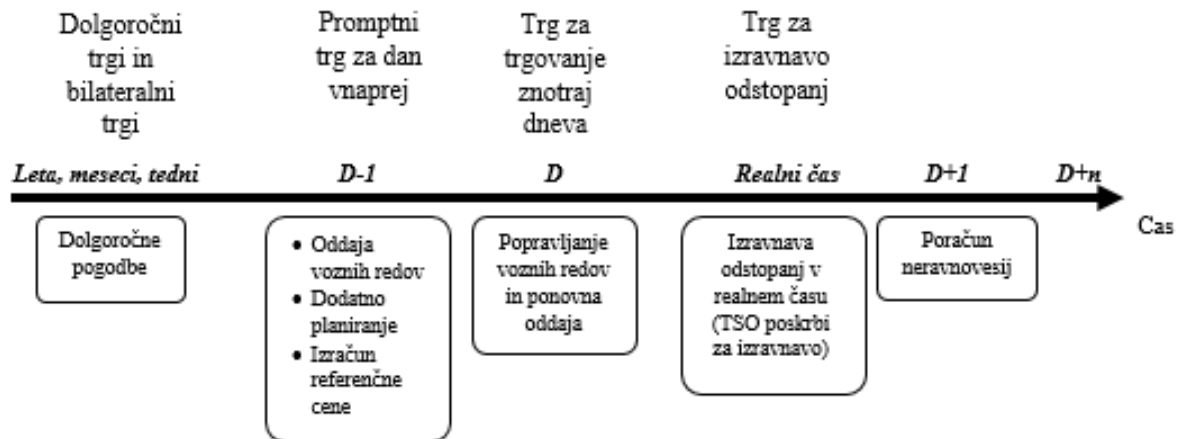 Dolgoročni
trgi in
bilateralni
trgi
Promptni
trg za dan
vnaprej
Trg za
trgovanje
znotraj
dneva
Trg za
izravnavo
odstopanj
Leta, meseci, tedni
D-1
D
Realni čas
D+1
D+n
Cas
Dolgoročne
pogodbe
• Oddaja
voznih redov
• Dodatno
planiranje
• Izračun
referenčne
cene
Popravljanje
voznih redov
in ponovna
oddaja
Izravnava
odstopanj v
realnem času
(TSO poskrbi
za izravnavo)
Poračun
neravnovesij